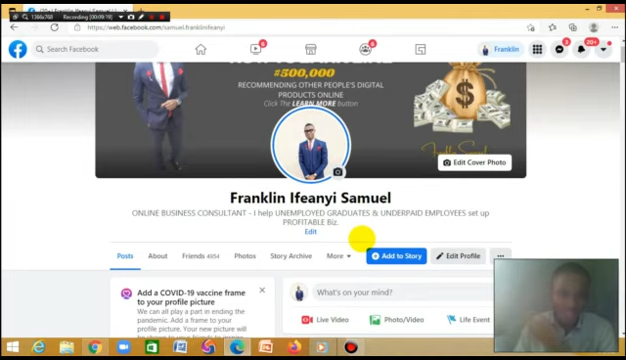 1366x768
Recording [00:09:18]
https://web.facebook.com/samuel.franklinifeanyi
Search Facebook
6
6
Franklin
3
20+
#500,000
RECOMMENDING OTHER PEOPLE'S DIGITAL
PRODUCTS ONLINE
Click The LEARN MORE Button
Edit Cover Photo
Franklin Ifeanyi Samuel
ONLINE BUSINESS CONSULTANT - I help UNEMPLOYED GRADUATES & UNDERPAID EMPLOYEES set up
PROFITABLE Biz.
Edit
Posts About Friends 4954 Photos Story Archive More
Add to Story
Edit Profile
Add a COVID-19 vaccine frame
to your profile picture
We can all play a part in ending the
pandemic. Add a frame to your
profile picture. Your new picture will
What's on your mind?
Live Video
Photo/Video
Life Event